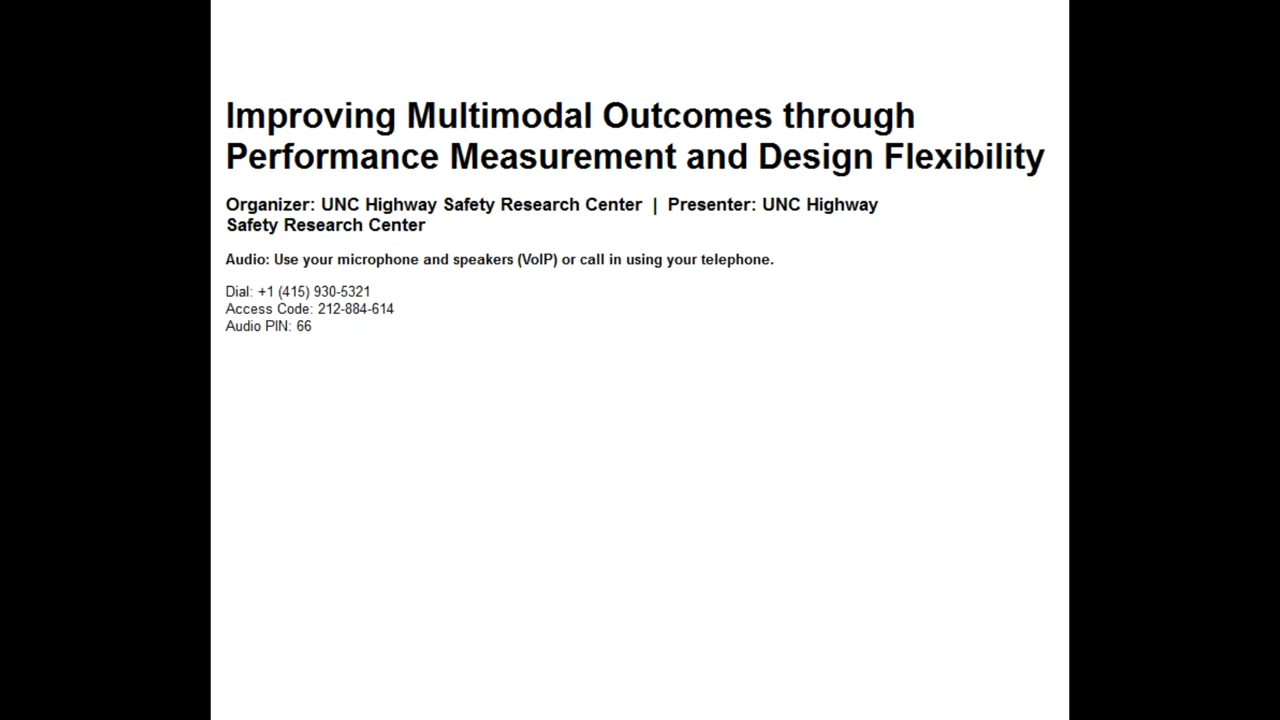 Improving Multimodal Outcomes through
Performance Measurement and Design Flexibility
Organizer: UNC Highway Safety Research Center | Presenter: UNC Highway
Safety Research Center
Audio: Use your microphone and speakers (VoIP) or call in using your telephone.
Dial: +1 (415) 930-5321
Access Code: 212-884-614
Audio PIN: 66